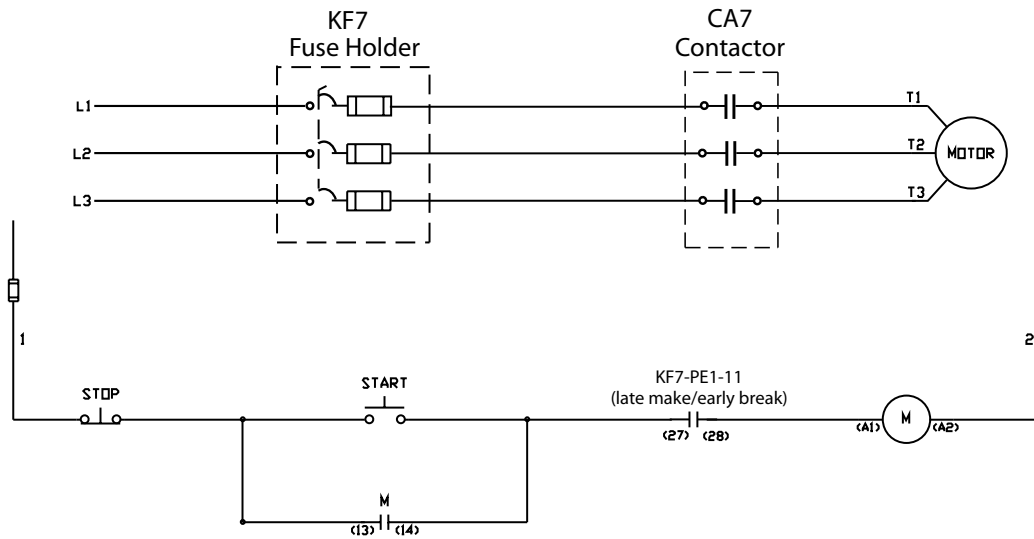 KF7
Fuse Holder
CA7
Contactor
L1
T1
L2
T2
MOTOR
L3
T3
1
2
STOP
START
KF7-PE1-11
(late make/early break)
(27) (28)
(A1)
M
(A2)
M
(13) (14)